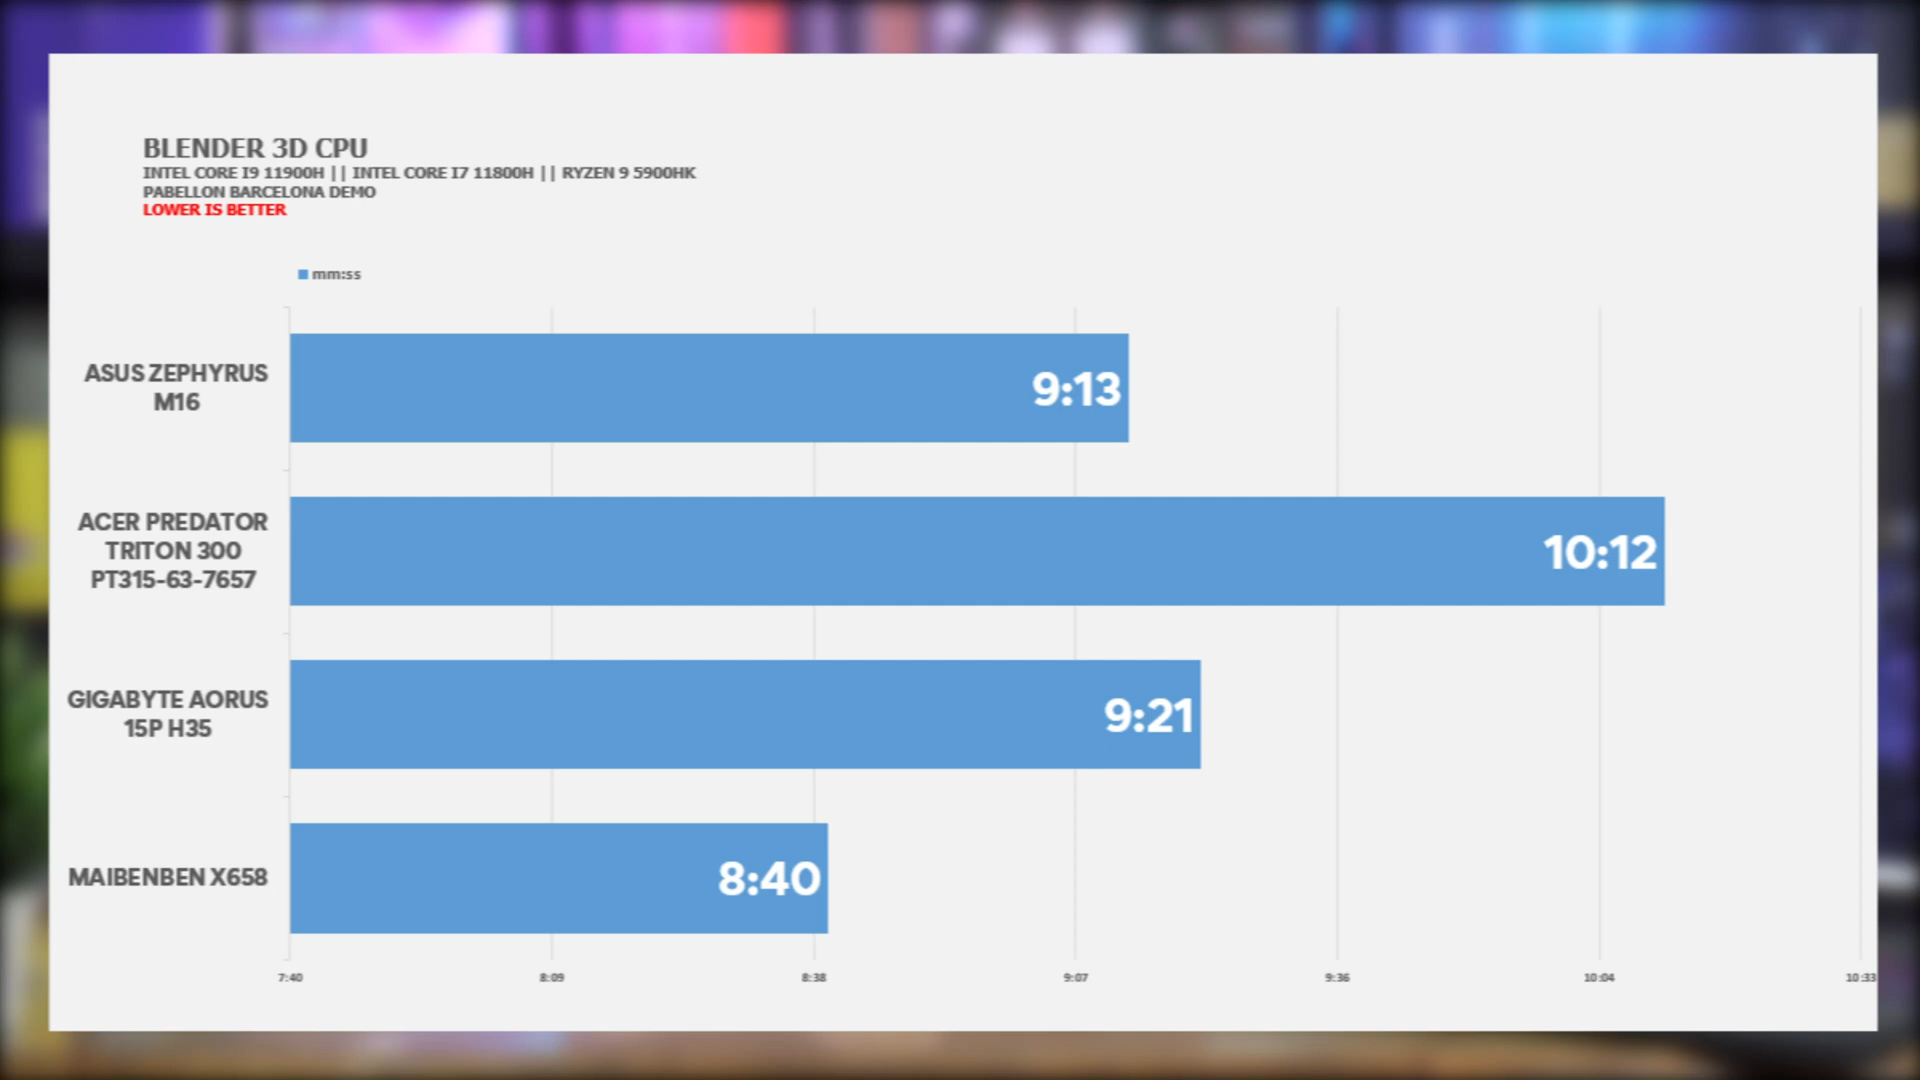 BLENDER 3D CPU
INTEL CORE I9 11900H || INTEL CORE I7 11800H || RYZEN 9 5900HK
PABELLON BARCELONA DEMO
LOWER IS BETTER
mm:ss
ASUS ZEPHYRUS
M16
9:13
ACER PREDATOR
TRITON 300
PT315-63-7657
10:12
GIGABYTE AORUS
15P H35
9:21
MAIBENBEN X658
8:40
7:40 8:09 8:38 9:07 9:36 10:04 10:33